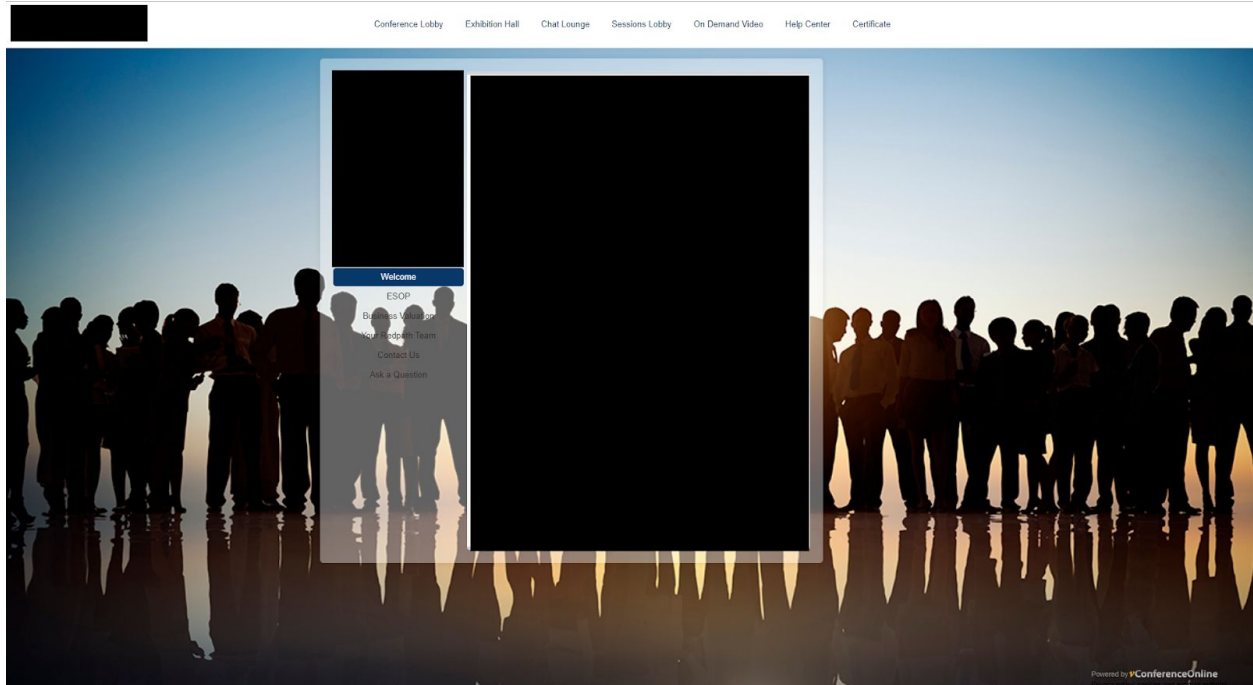 Conference Lobby Exhibition Hall Chat Lounge Sessions Lobby On Demand Video Help Center Certificate
Welcome
ESOP
Business Valuation
Your Redpath Team
Contact Us
Ask a Question
Powered by vConferenceOnline